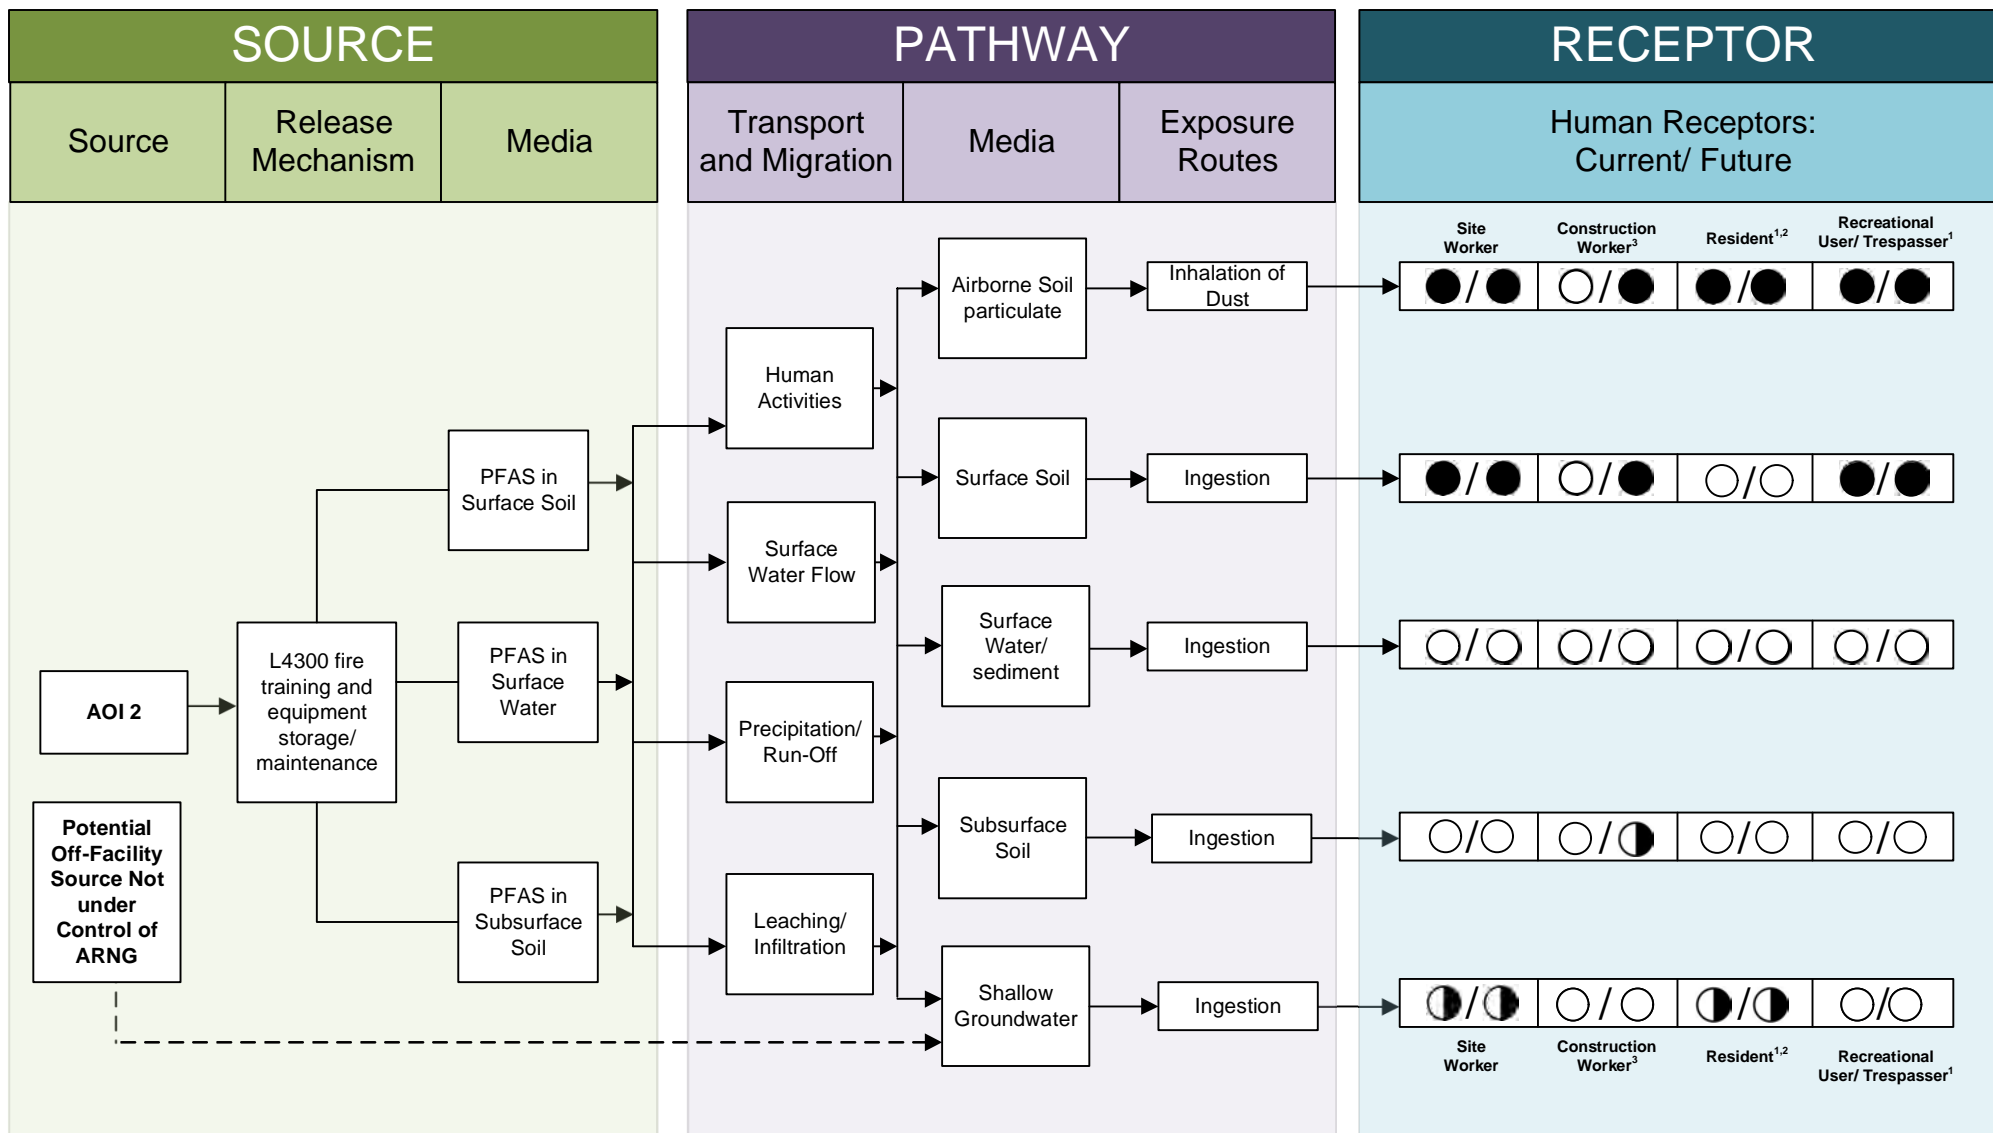 SOURCE
PATHWAY
RECEPTOR
Source
Release
Mechanism
Media
Transport
and Migration
Media
Exposure
Routes
Human Receptors:
Current/ Future
Site
Worker
Construction
Worker³
Resident¹,²
Recreational
User/ Trespasser¹
Airborne Soil
particulate
Inhalation of
Dust
/
/
/
/
Human
Activities
PFAS in
Surface Soil
Surface Soil
Ingestion
/
/
/
/
Surface
Water Flow
Surface
Water/
sediment
Ingestion
/
/
/
/
AOI 2
L4300 fire
training and
equipment
storage/
maintenance
PFAS in
Surface
Water
Precipitation/
Run-Off
Subsurface
Soil
Ingestion
/
/
/
/
Potential
Off-Facility
Source Not
under
Control of
ARNG
PFAS in
Subsurface
Soil
Leaching/
Infiltration
Shallow
Groundwater
Ingestion
/
/
/
/
Site
Worker
Construction
Worker³
Resident¹,²
Recreational
User/ Trespasser¹